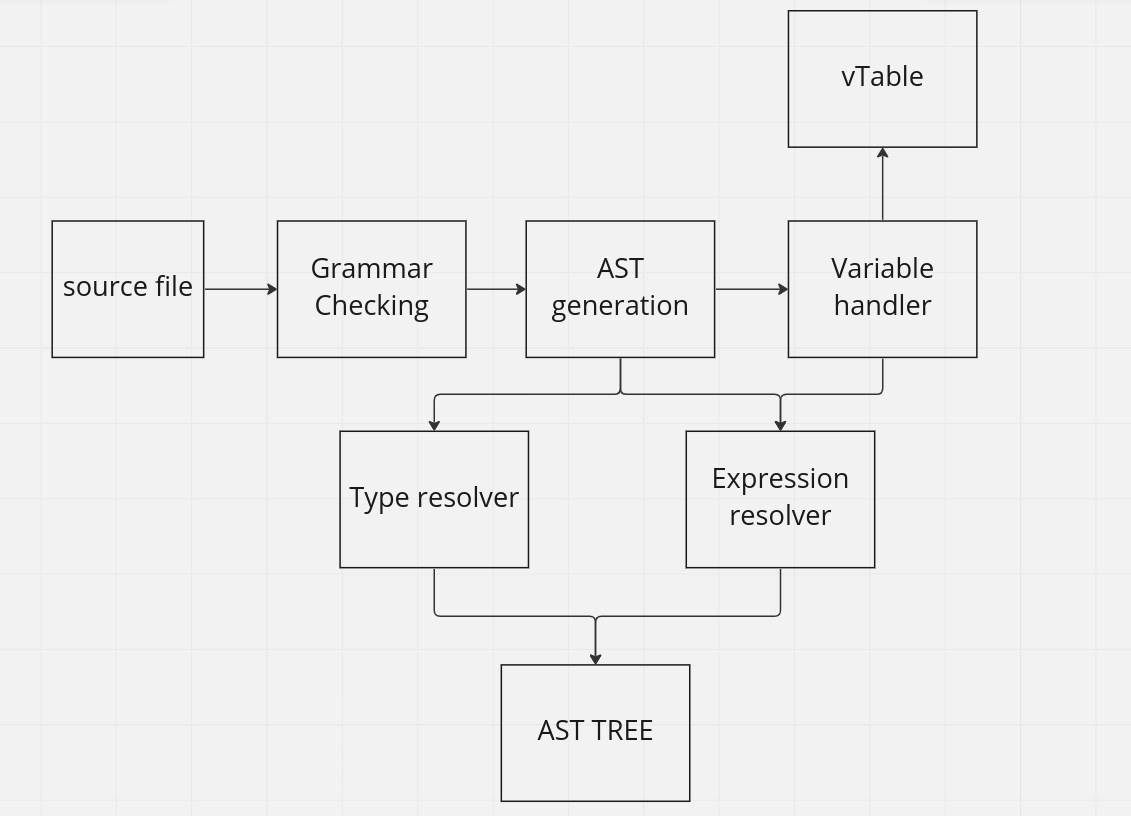 vTable
source file
Grammar
Checking
AST
generation
Variable
handler
Type resolver
Expression
resolver
AST TREE